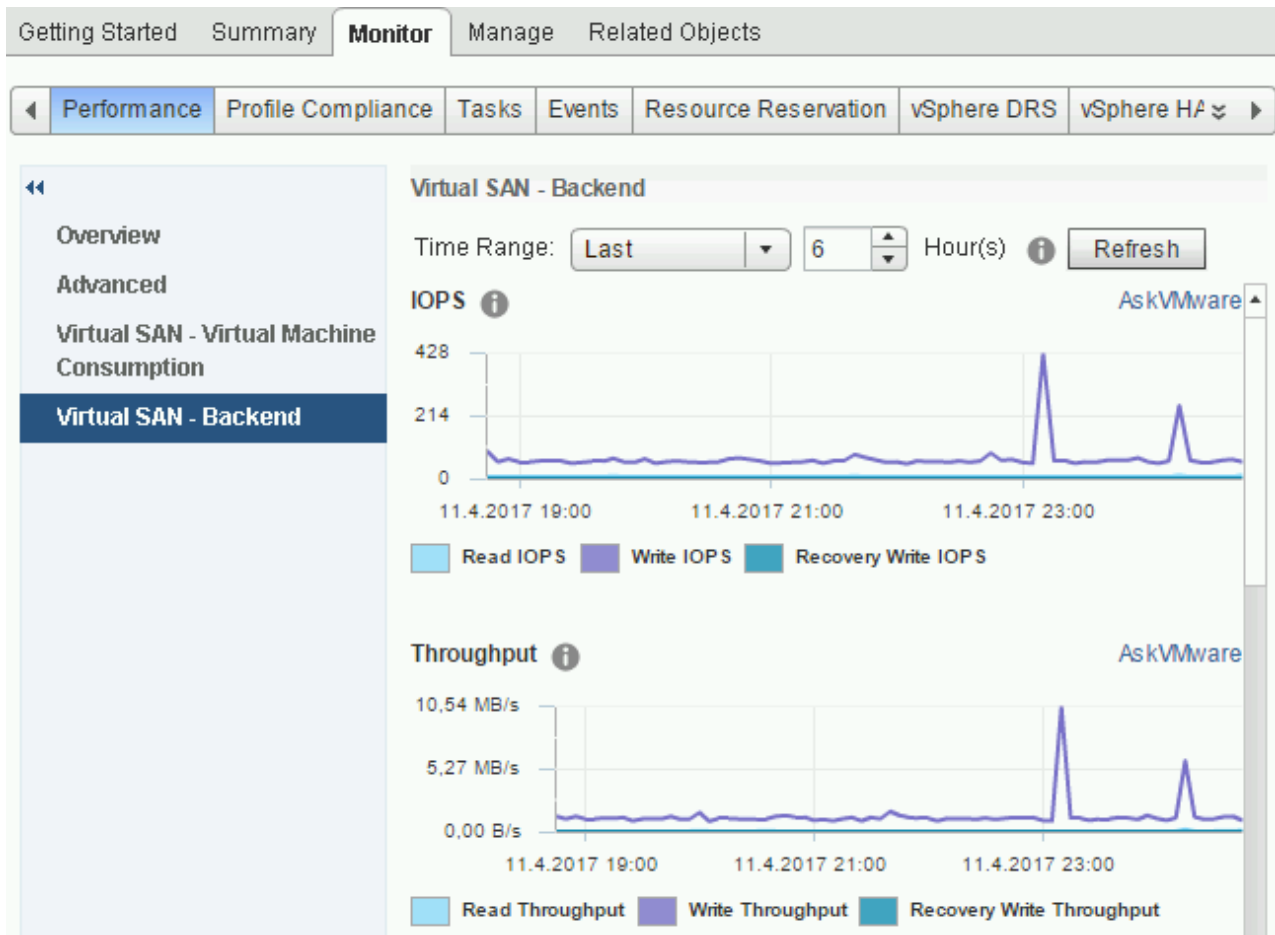 Getting Started Summary Monitor Manage Related Objects
Performance Profile Compliance Tasks Events Resource Reservation vSphere DRS vSphere HA
Virtual SAN - Backend
Overview
Time Range: Last 6 Hour(s) Refresh
Advanced
IOPS AskVMware
Virtual SAN - Virtual Machine
Consumption
Virtual SAN - Backend
428
214
0
11.4.2017 19:00 11.4.2017 21:00 11.4.2017 23:00
Read IOPS Write IOPS Recovery Write IOPS
Throughput AskVMware
10,54 MB/s
5,27 MB/s
0,00 B/s
11.4.2017 19:00 11.4.2017 21:00 11.4.2017 23:00
Read Throughput Write Throughput Recovery Write Throughput